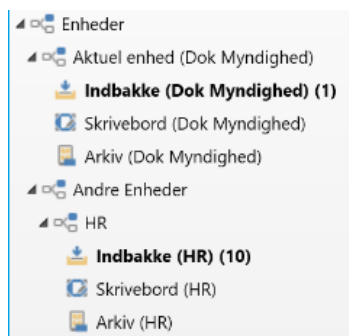 Enheder
Aktuel enhed (Dok Myndighed)
Indbakke (Dok Myndighed) (1)
Skrivebord (Dok Myndighed)
Arkiv (Dok Myndighed)
Andre Enheder
HR
Indbakke (HR) (10)
Skrivebord (HR)
Arkiv (HR)